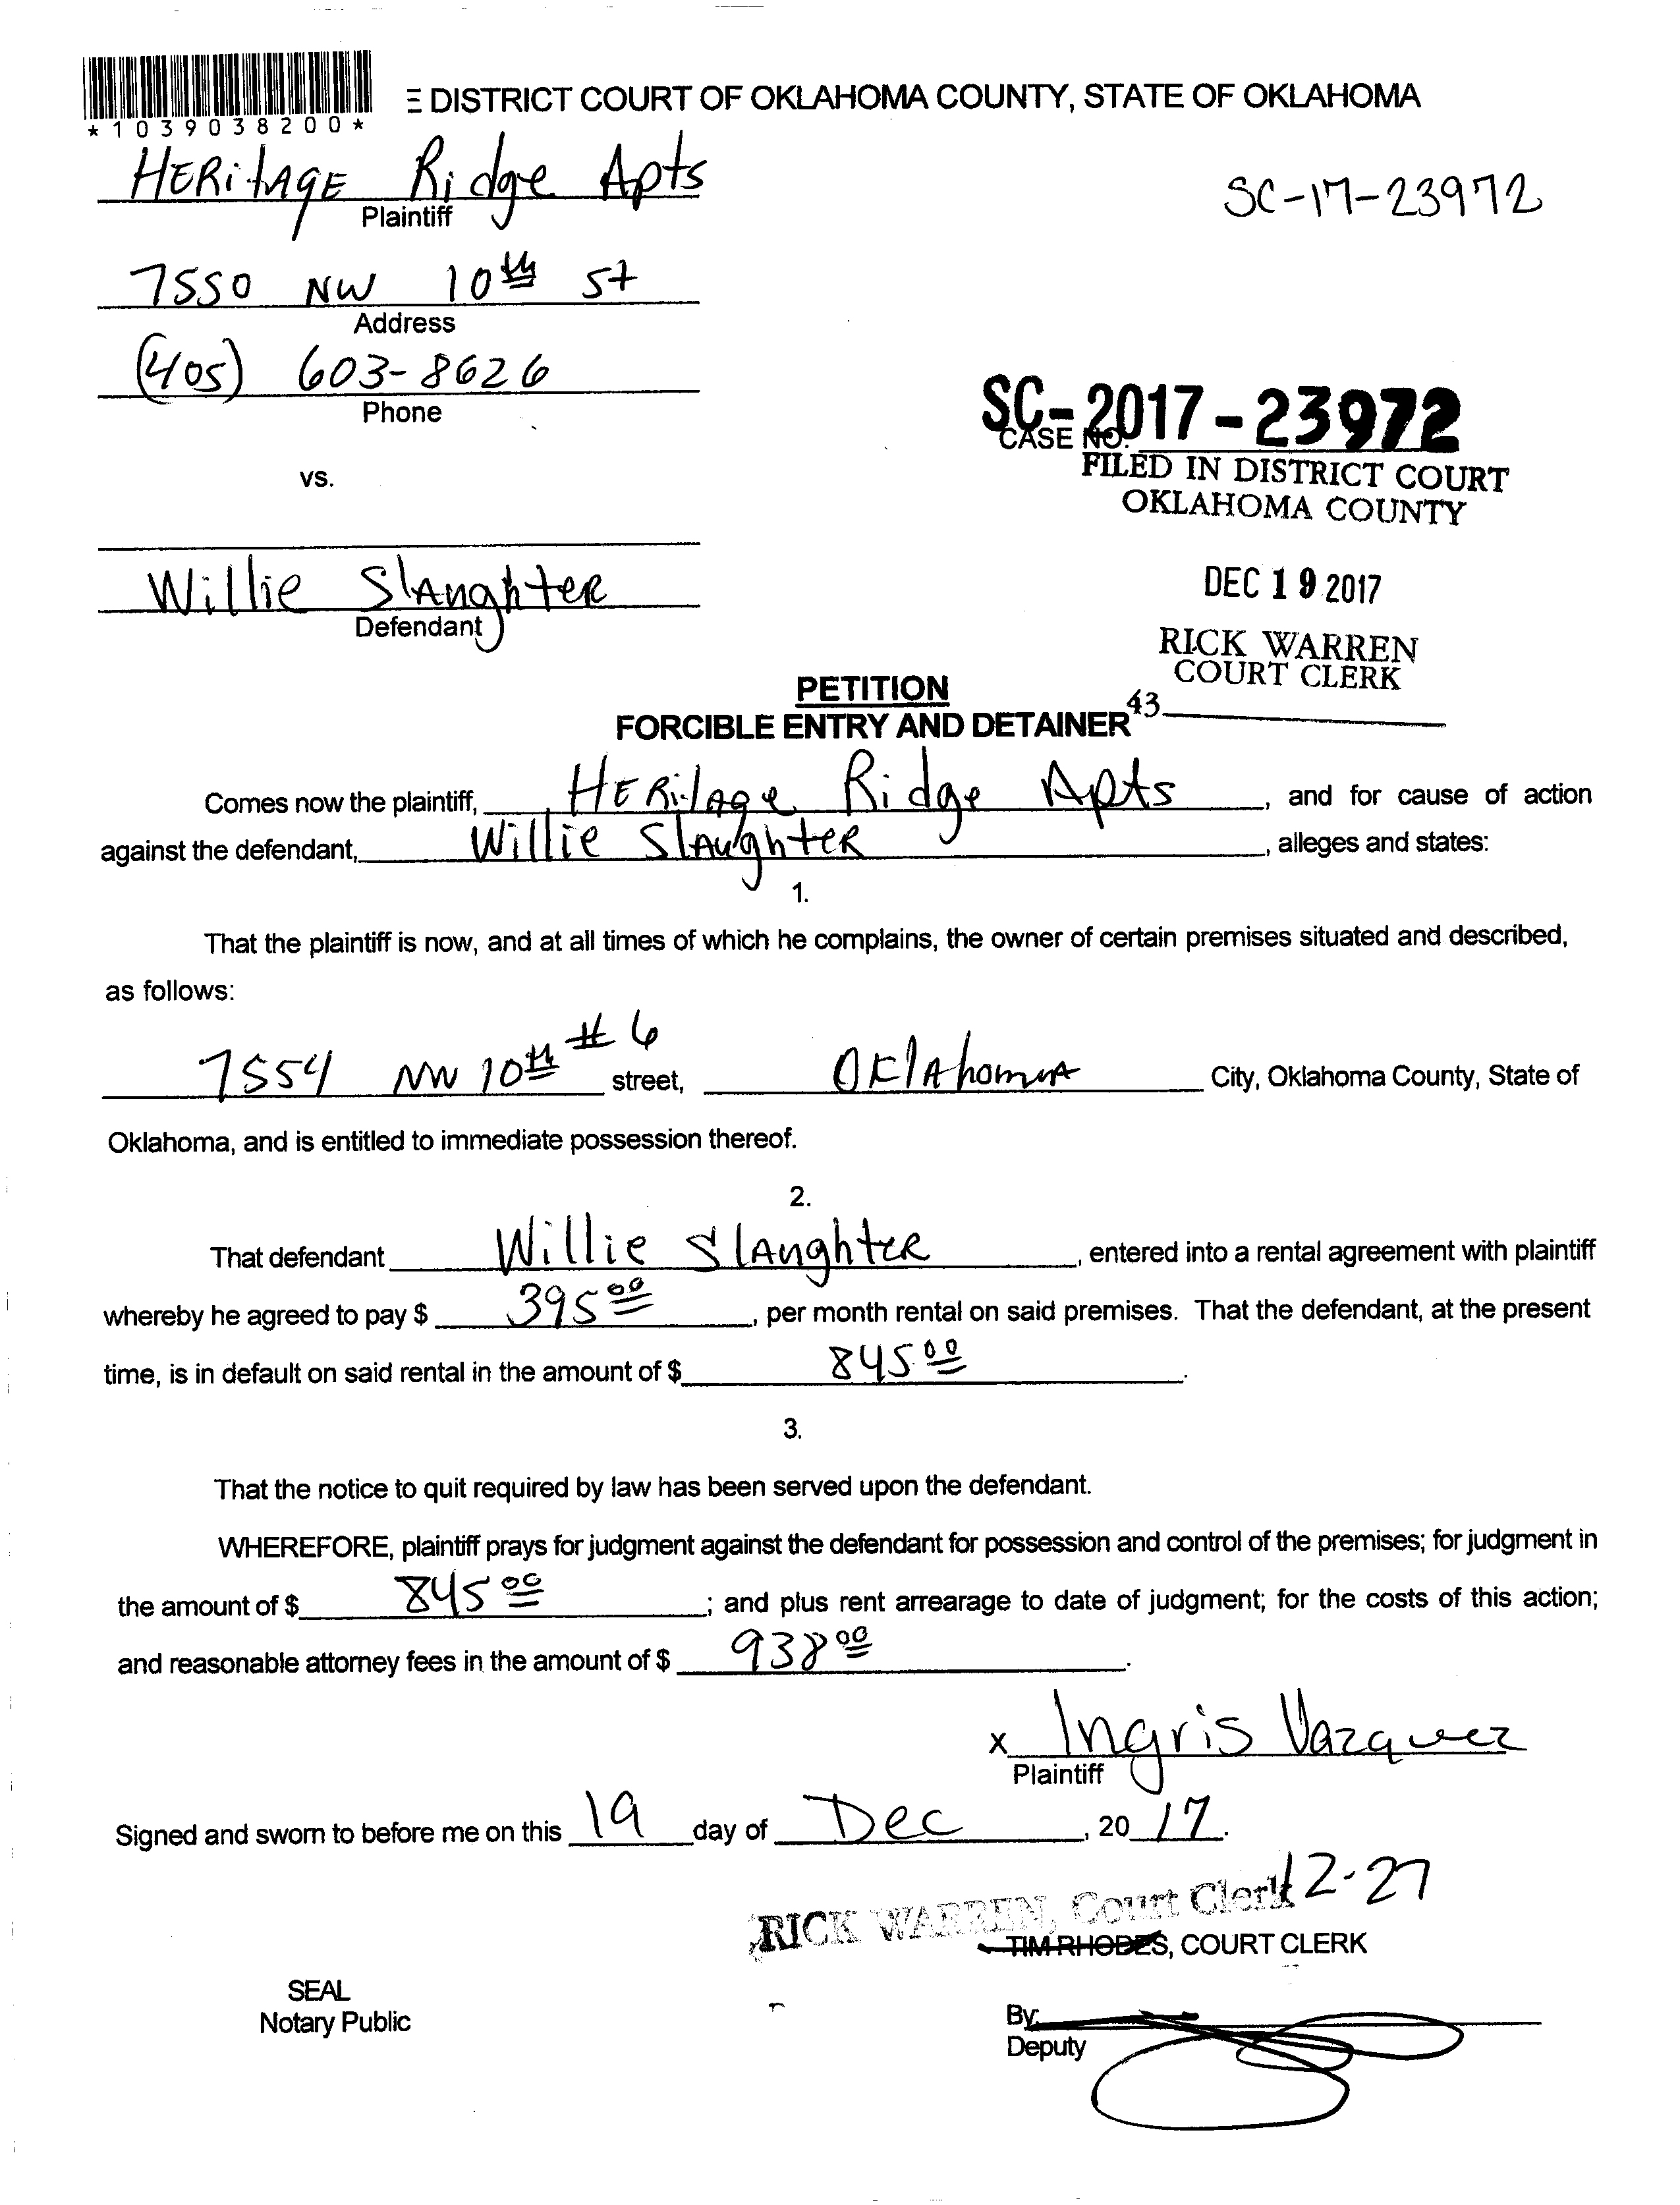 *1039038200*
E DISTRICT COURT OF OKLAHOMA COUNTY, STATE OF OKLAHOMA
HERitAGE Ridge Apts
Plaintiff
SC-17-23972
7550 NW 10th St
Address
(405) 603-8626
Phone
SC-2017-23972
CASE NO.
FILED IN DISTRICT COURT
OKLAHOMA COUNTY
vs.
DEC 19 2017
Willie Slaughter
Defendant
RICK WARREN
COURT CLERK
PETITION
43
FORCIBLE ENTRY AND DETAINER
Comes now the plaintiff, HERitage Ridge Apts, and for cause of action
against the defendant, Willie Slaughter, alleges and states:
1.
That the plaintiff is now, and at all times of which he complains, the owner of certain premises situated and described,
as follows:
7554 NW 10th #6 street, Oklahoma City, Oklahoma County, State of
Oklahoma, and is entitled to immediate possession thereof.
2.
That defendant Willie Slaughter, entered into a rental agreement with plaintiff
whereby he agreed to pay $ 395 00, per month rental on said premises. That the defendant, at the present
time, is in default on said rental in the amount of $ 845 00.
3.
That the notice to quit required by law has been served upon the defendant.
WHEREFORE, plaintiff prays for judgment against the defendant for possession and control of the premises; for judgment in
the amount of $ 845 00; and plus rent arrearage to date of judgment; for the costs of this action;
and reasonable attorney fees in the amount of $ 938 00.
x Ingris Vazquez
Plaintiff
Signed and sworn to before me on this 19 day of Dec, 20 17.
12-27
RICK WARREN, Court Clerk
TIM RHODES, COURT CLERK
SEAL
Notary Public
By
Deputy